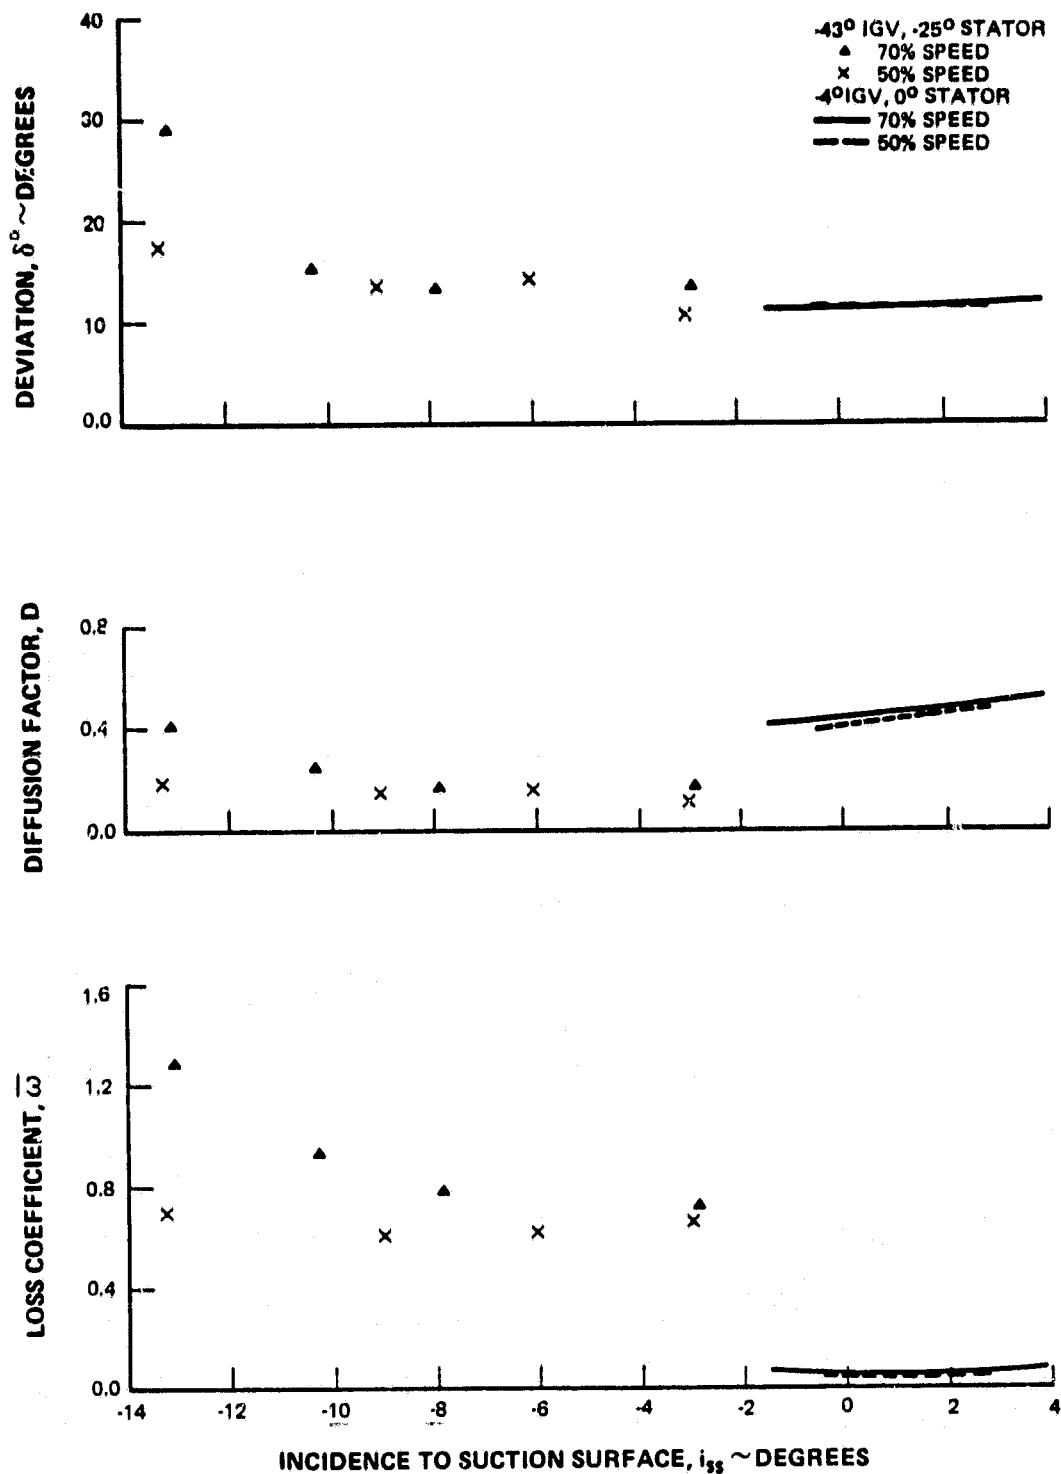 -43° IGV, -25° STATOR
▲ 70% SPEED
× 50% SPEED
-4° IGV, 0° STATOR
70% SPEED
50% SPEED
DEVIATION, δ° ~ DEGREES
40
30
20
10
0.0
DIFFUSION FACTOR, D
0.8
0.4
0.0
LOSS COEFFICIENT, ω̅
1.6
1.2
0.8
0.4
0.0
-14 -12 -10 -8 -6 -4 -2 0 2 4
INCIDENCE TO SUCTION SURFACE, iss ~ DEGREES